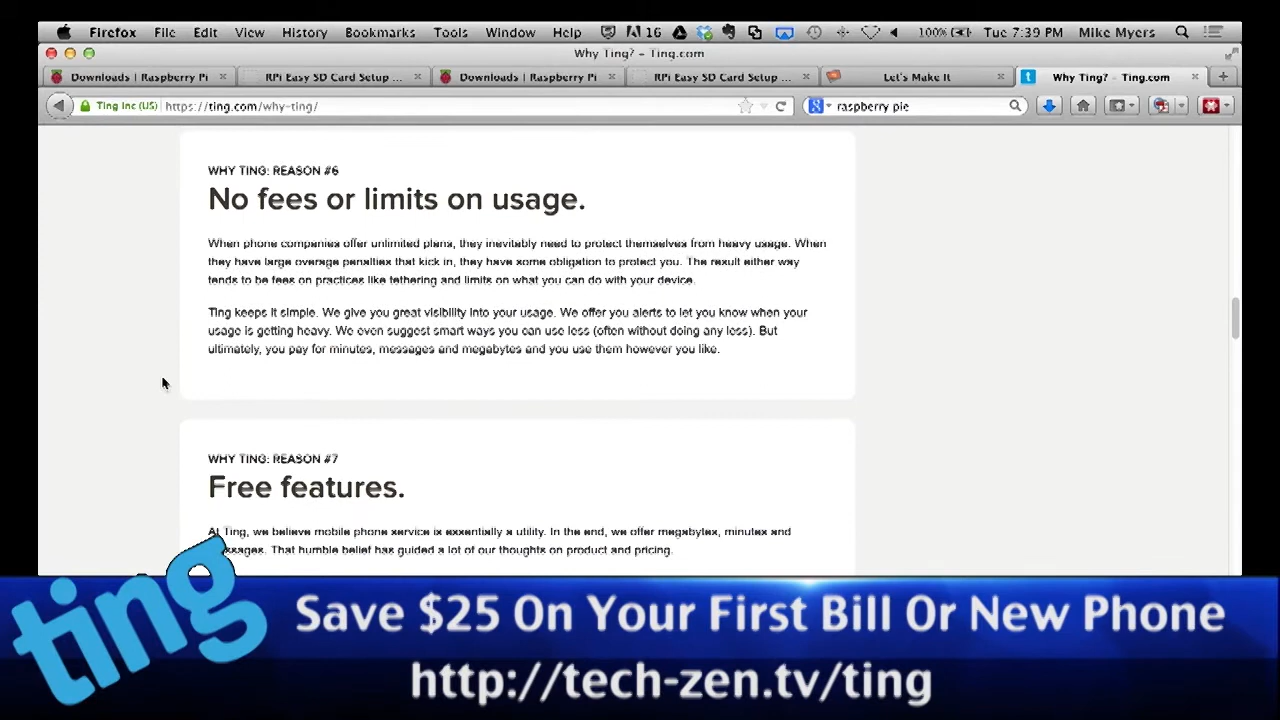 Firefox File Edit View History Bookmarks Tools Window Help 16 100% Tue 7:39 PM Mike Myers
Why Ting? – Ting.com
Downloads | Raspberry Pi
RPi Easy SD Card Setup ...
Downloads | Raspberry Pi
RPi Easy SD Card Setup ...
Let's Make It
Why Ting? – Ting.com
Ting Inc (US) https://ting.com/why-ting/
raspberry pie
WHY TING: REASON #6
No fees or limits on usage.
When phone companies offer unlimited plans, they inevitably need to protect themselves from heavy usage. When
they have large overage penalties that kick in, they have some obligation to protect you. The result either way
tends to be fees on practices like tethering and limits on what you can do with your device.
Ting keeps it simple. We give you great visibility into your usage. We offer you alerts to let you know when your
usage is getting heavy. We even suggest smart ways you can use less (often without doing any less). But
ultimately, you pay for minutes, messages and megabytes and you use them however you like.
WHY TING: REASON #7
Free features.
At Ting, we believe mobile phone service is essentially a utility. In the end, we offer megabytes, minutes and
ssages. That humble belief has guided a lot of our thoughts on product and pricing.
ting
Save $25 On Your First Bill Or New Phone
http://tech-zen.tv/ting